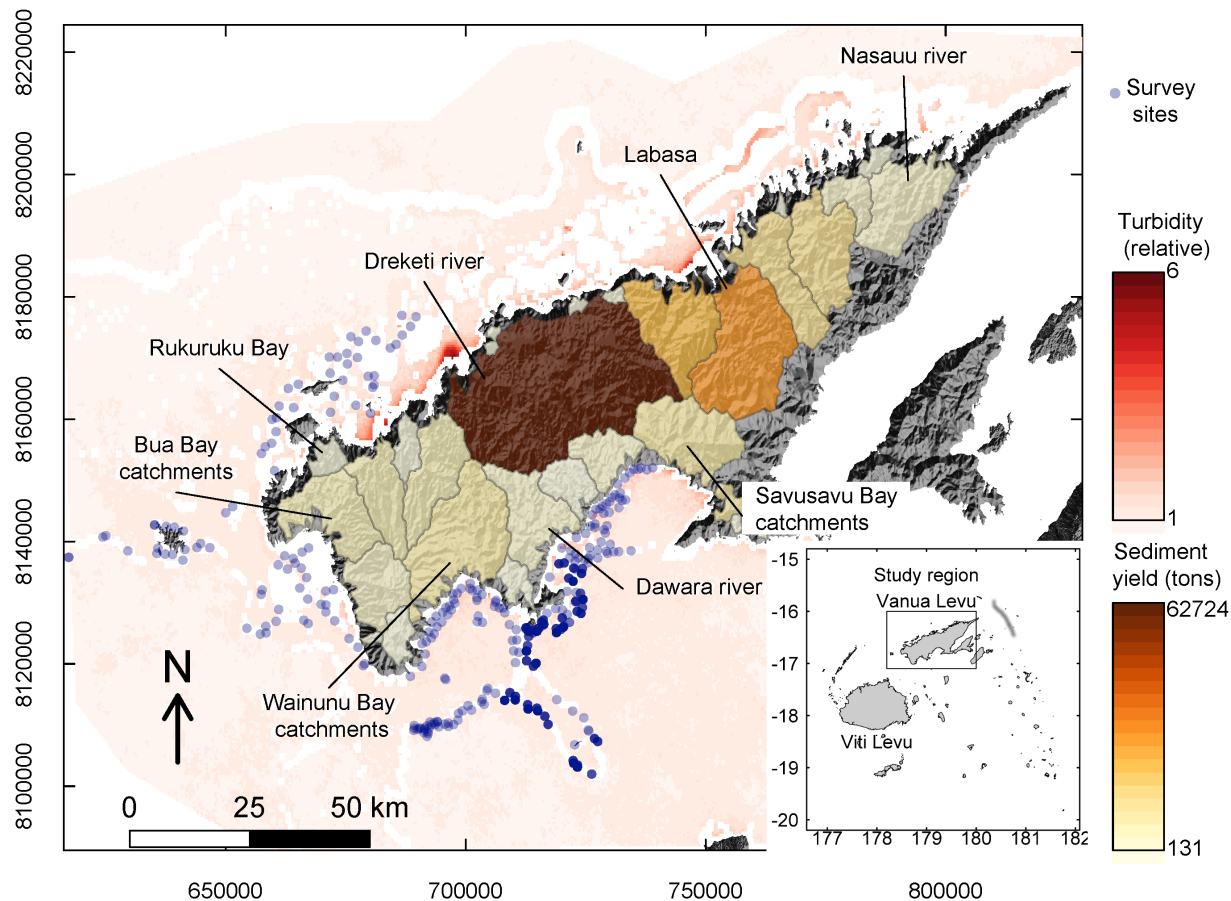 8220000
8200000
8180000
8160000
8140000
8120000
8100000
650000
700000
750000
800000
Nasauu river
Labasa
Dreketi river
Rukuruku Bay
Bua Bay
catchments
Savusavu Bay
catchments
Dawara river
Wainunu Bay
catchments
N
0
25
50 km
Survey
sites
Turbidity
(relative)
6
1
Sediment
yield (tons)
62724
131
Study region
Vanua Levu
Viti Levu
-15
-16
-17
-18
-19
-20
177
178
179
180
181
182